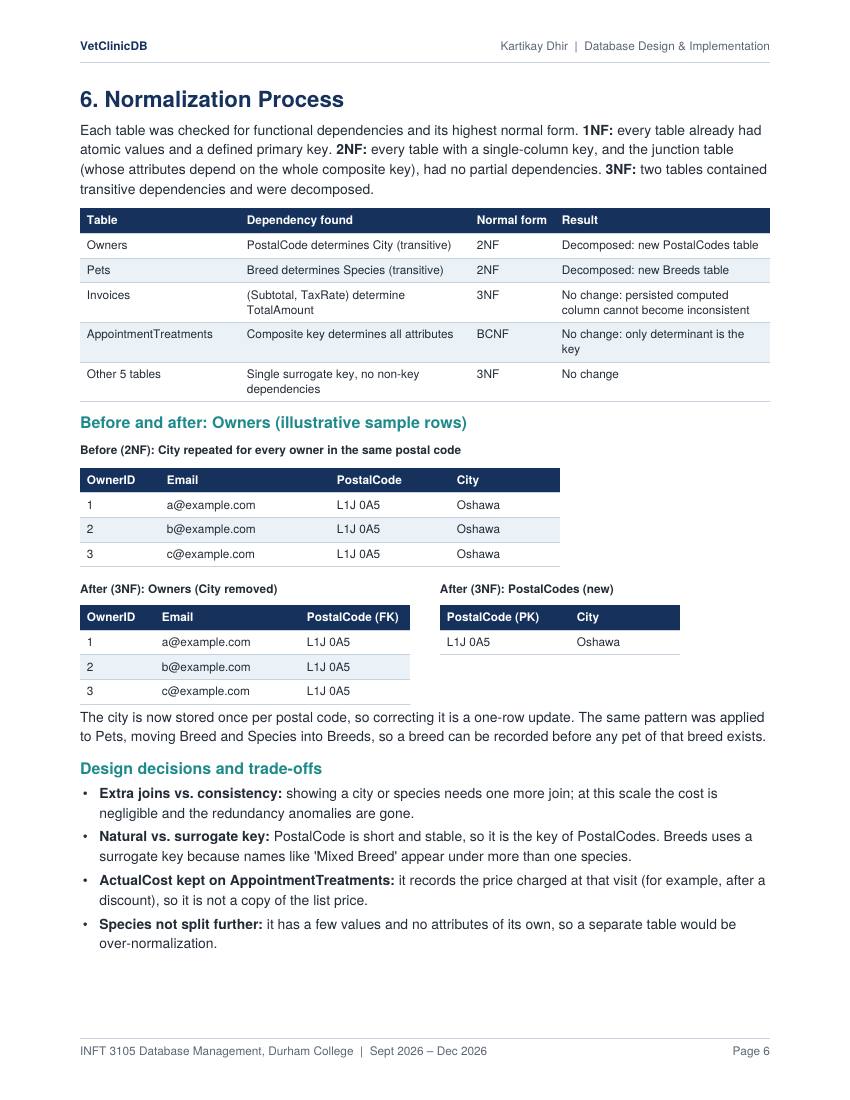 VetClinicDB
Kartikay Dhir | Database Design & Implementation
6. Normalization Process
Each table was checked for functional dependencies and its highest normal form. 1NF: every table already had
atomic values and a defined primary key. 2NF: every table with a single-column key, and the junction table
(whose attributes depend on the whole composite key), had no partial dependencies. 3NF: two tables contained
transitive dependencies and were decomposed.
Table Dependency found Normal form Result
Owners PostalCode determines City (transitive) 2NF Decomposed: new PostalCodes table
Pets Breed determines Species (transitive) 2NF Decomposed: new Breeds table
Invoices (Subtotal, TaxRate) determine 3NF No change: persisted computed
TotalAmount column cannot become inconsistent
AppointmentTreatments Composite key determines all attributes BCNF No change: only determinant is the
key
Other 5 tables Single surrogate key, no non-key 3NF No change
dependencies
Before and after: Owners (illustrative sample rows)
Before (2NF): City repeated for every owner in the same postal code
OwnerID Email PostalCode City
1 a@example.com L1J 0A5 Oshawa
2 b@example.com L1J 0A5 Oshawa
3 c@example.com L1J 0A5 Oshawa
After (3NF): Owners (City removed)
OwnerID Email PostalCode (FK)
1 a@example.com L1J 0A5
2 b@example.com L1J 0A5
3 c@example.com L1J 0A5
After (3NF): PostalCodes (new)
PostalCode (PK) City
L1J 0A5 Oshawa
The city is now stored once per postal code, so correcting it is a one-row update. The same pattern was applied
to Pets, moving Breed and Species into Breeds, so a breed can be recorded before any pet of that breed exists.
Design decisions and trade-offs
• Extra joins vs. consistency: showing a city or species needs one more join; at this scale the cost is
negligible and the redundancy anomalies are gone.
• Natural vs. surrogate key: PostalCode is short and stable, so it is the key of PostalCodes. Breeds uses a
surrogate key because names like 'Mixed Breed' appear under more than one species.
• ActualCost kept on AppointmentTreatments: it records the price charged at that visit (for example, after a
discount), so it is not a copy of the list price.
• Species not split further: it has a few values and no attributes of its own, so a separate table would be
over-normalization.
INFT 3105 Database Management, Durham College | Sept 2026 – Dec 2026
Page 6